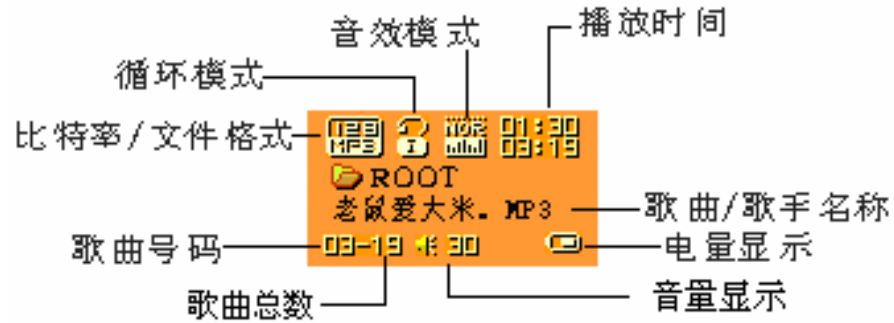 音效模式
播放时间
循环模式
比特率/文件格式
128 NOR 01:30
MP3 1 03:19
ROOT
老鼠爱大米。MP3
歌曲/歌手名称
歌曲号码
03-19 30
电量显示
歌曲总数
音量显示